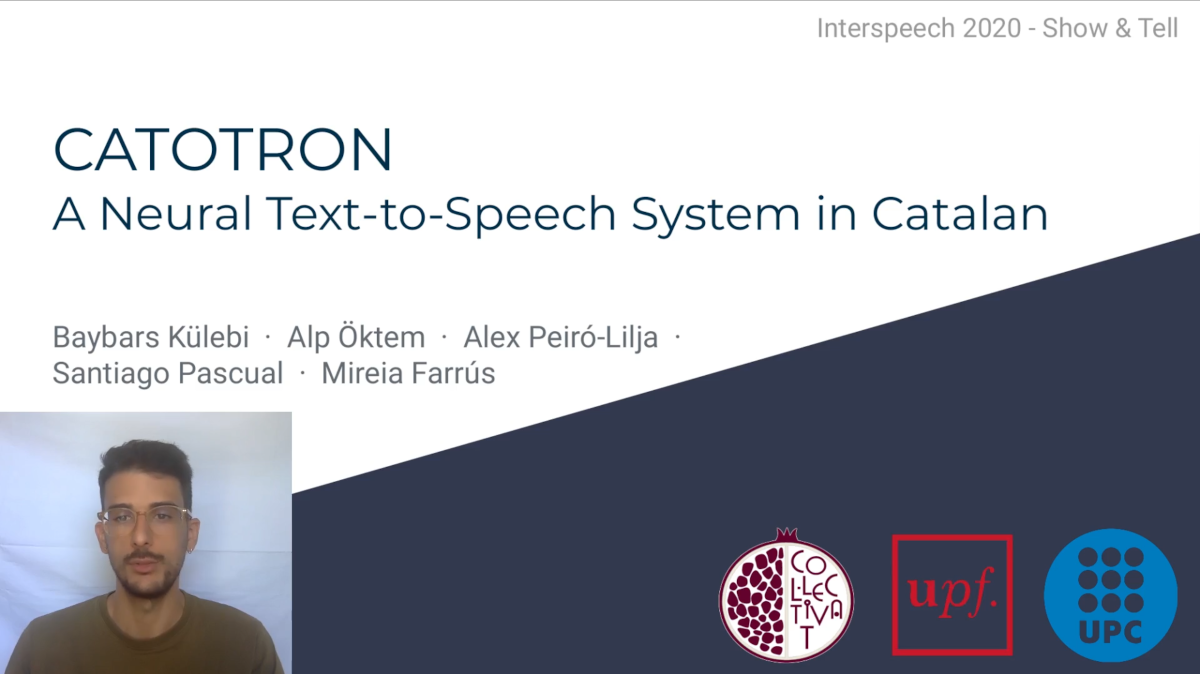 Interspeech 2020 - Show & Tell
CATOTRON
A Neural Text-to-Speech System in Catalan
Baybars Külebi · Alp Öktem · Alex Peiró-Lilja ·
Santiago Pascual · Mireia Farrús
CO
L·LEC
TIVA
T
upf.
UPC